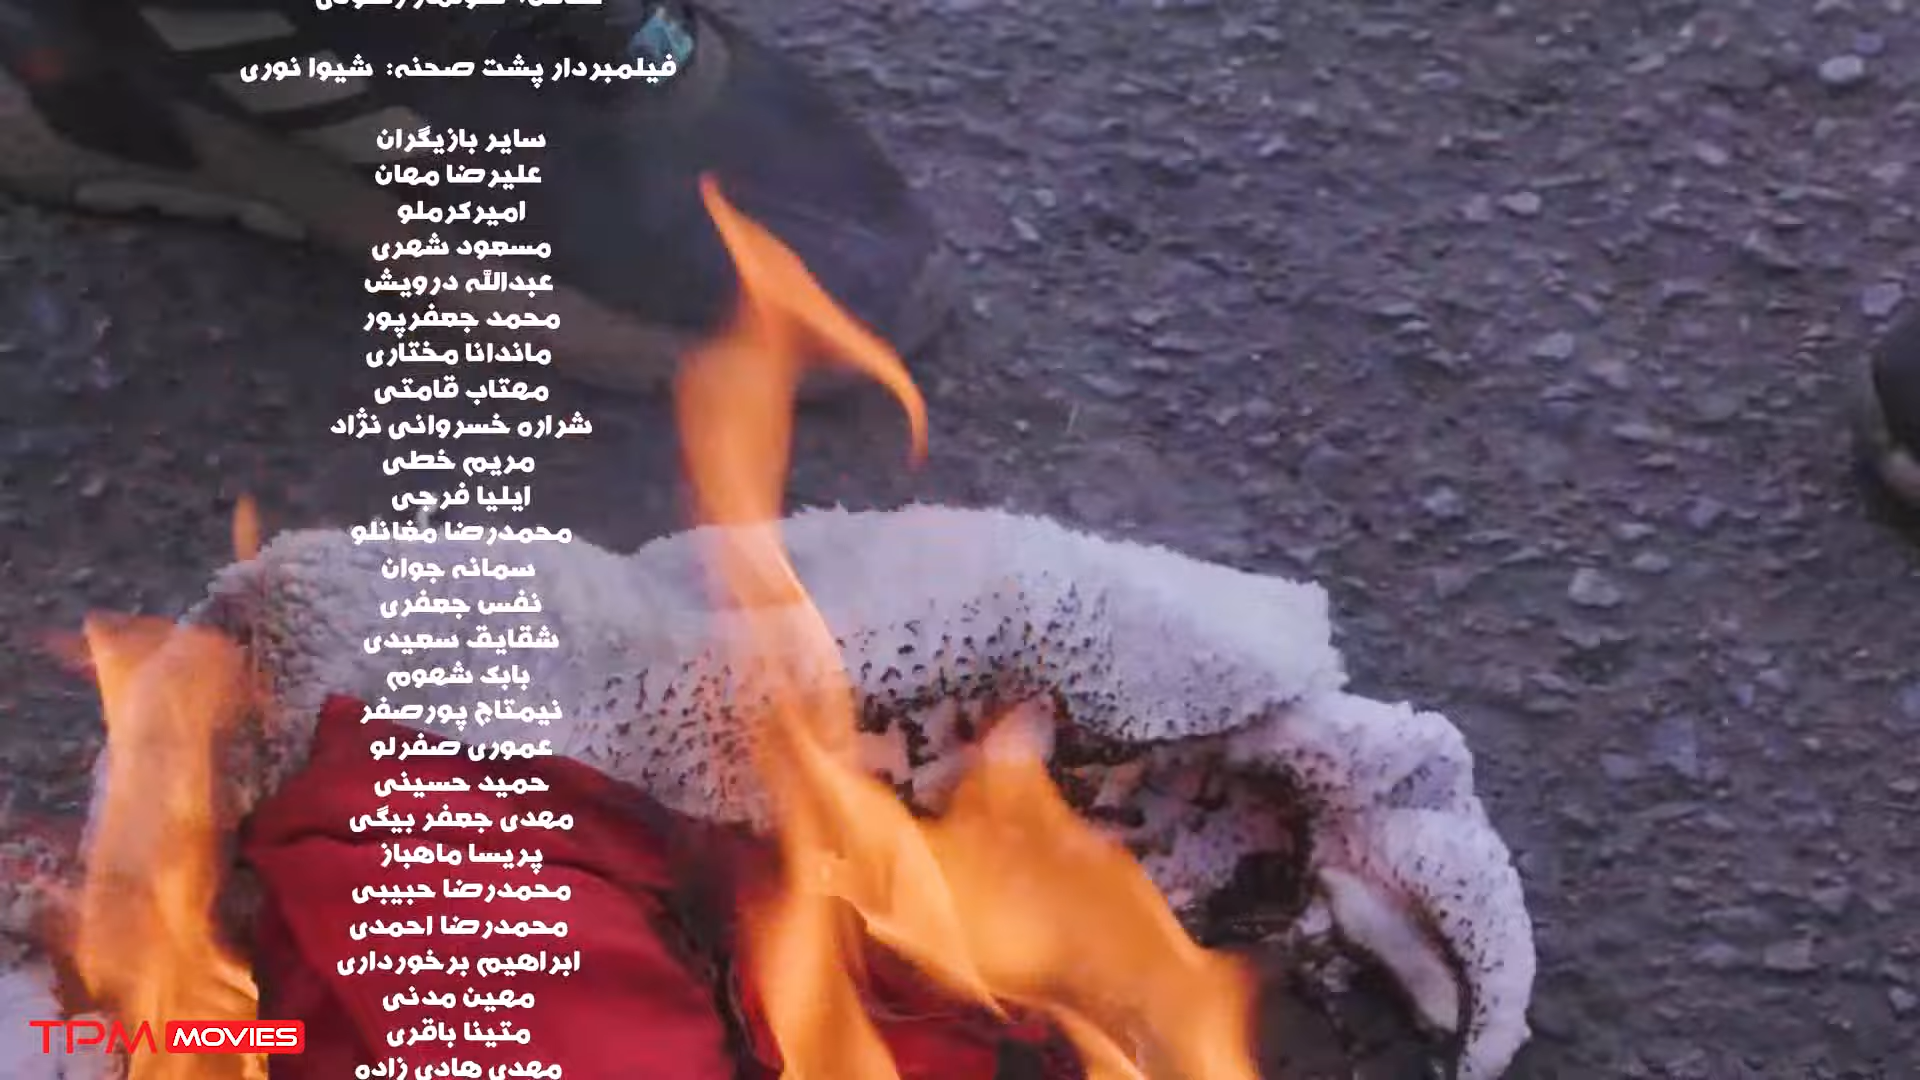 فیلمبردار پشت صحنه: شیوا نوری
سایر بازیگران
علیرضا مهان
امیرکرملو
مسعود شهری
عبدالله درویش
محمد جعفرپور
ماندانا مختاری
مهتاب قامتی
شراره خسروانی نژاد
مریم خطی
ایلیا فرجی
محمدرضا مغانلو
سمانه جوان
نفس جعفری
شقایق سعیدی
بابک شهوم
نیمتاج پورصفر
عموری صفرلو
حمید حسینی
مهدی جعفر بیگی
پریسا ماهباز
محمدرضا حبیبی
محمدرضا احمدی
ابراهیم برخورداری
مهین مدنی
متینا باقری
مهدی هادی زاده
TPM MOVIES